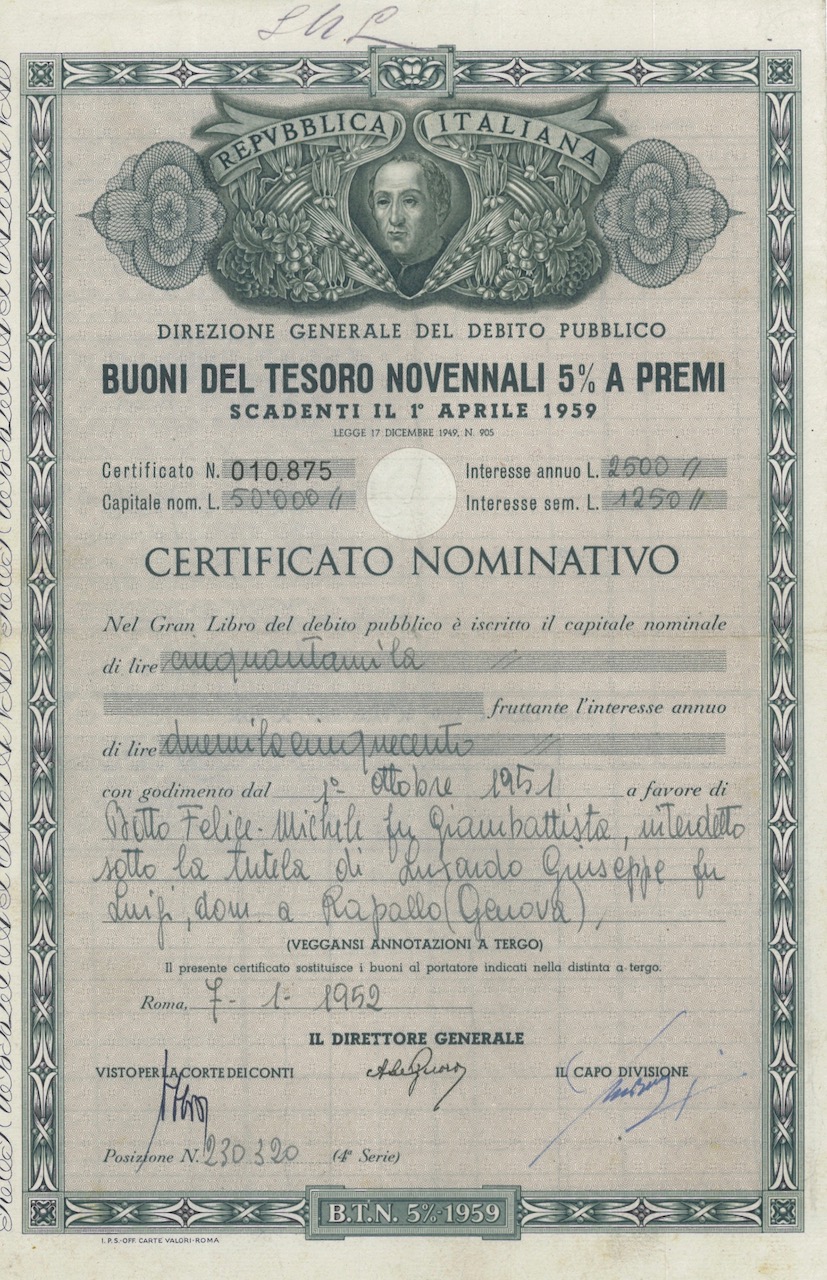 REPVBBLICA ITALIANA
DIREZIONE GENERALE DEL DEBITO PUBBLICO
BUONI DEL TESORO NOVENNALI 5% A PREMI
SCADENTI IL 1° APRILE 1959
LEGGE 17 DICEMBRE 1949, N. 905
Certificato N. 010.875 Interesse annuo L. 2500 //
Capitale nom. L. 50'000 // Interesse sem. L. 1250 //
CERTIFICATO NOMINATIVO
Nel Gran Libro del debito pubblico è iscritto il capitale nominale
di lire cinquantamila //
fruttante l'interesse annuo
di lire duemilacinquecento //
con godimento dal 1° ottobre 1951 a favore di
Betto Felice-Michele fu Giambattista, interdetto
sotto la tutela di Luxardo Giuseppe fu
Luigi, dom. a Rapallo (Genova),
(VEGGANSI ANNOTAZIONI A TERGO)
Il presente certificato sostituisce i buoni al portatore indicati nella distinta a tergo.
Roma, 7-1-1952
IL DIRETTORE GENERALE
VISTO PER LA CORTE DEI CONTI IL CAPO DIVISIONE
Posizione N. 230320 (4ª Serie)
B.T.N. 5%-1959
I.P.S.-OFF. CARTE VALORI-ROMA